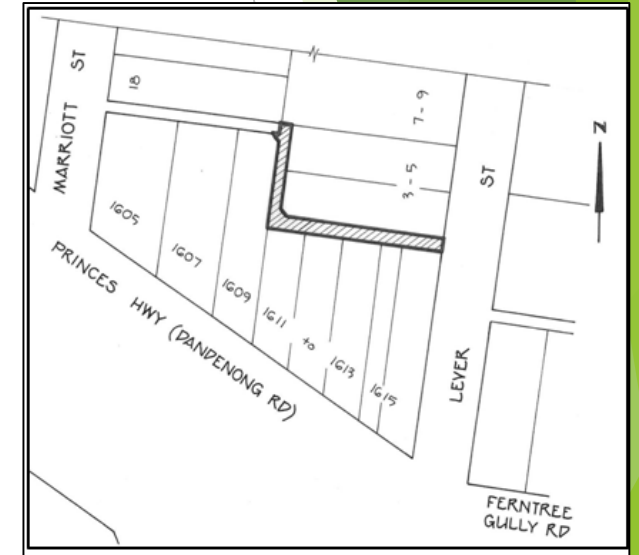 MARRIOTT ST
18
7-9
3-5
LEVER ST
N
1605
1607
1609
1611 to 1613
1615
PRINCES HWY (DANDENONG RD)
FERNTREE
GULLY RD